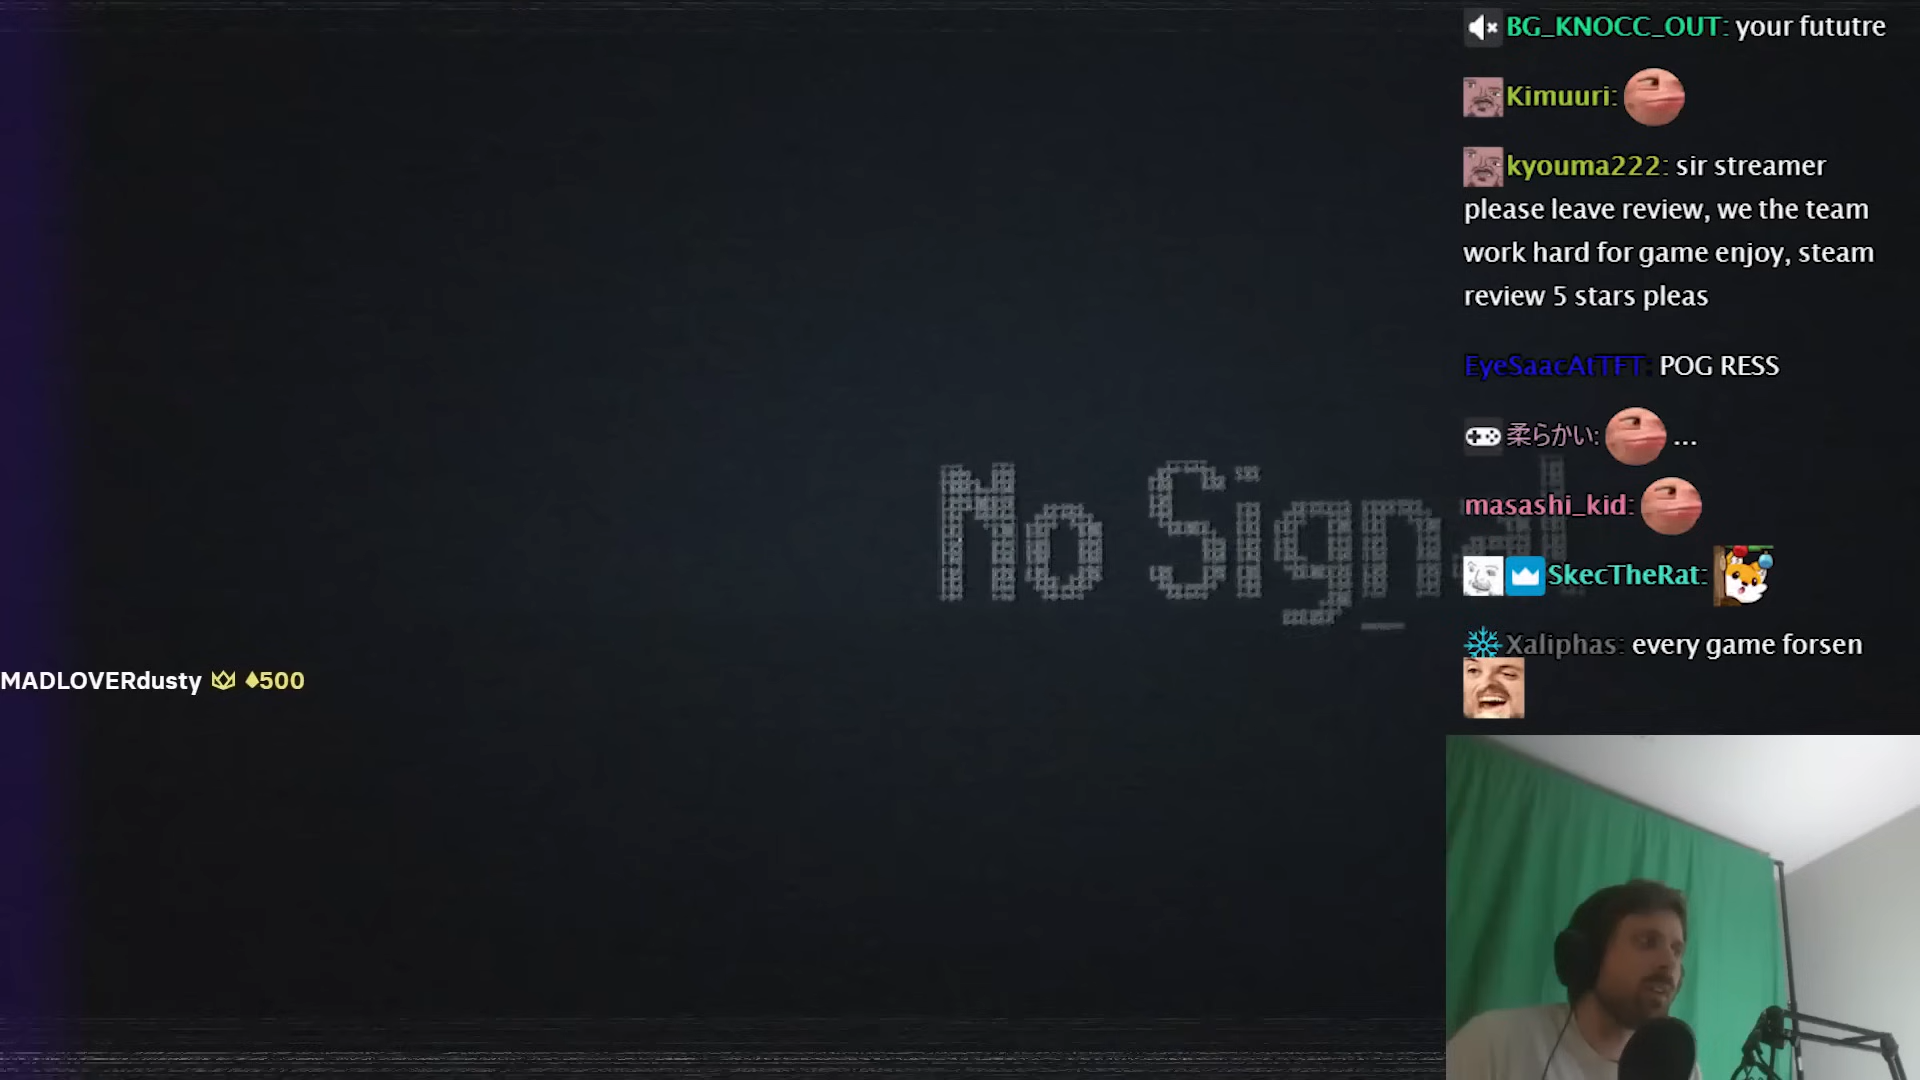 BG_KNOCC_OUT: your fututre
Kimuuri:
kyouma222: sir streamer
please leave review, we the team
work hard for game enjoy, steam
review 5 stars pleas
EyeSaacAtTFT: POG RESS
柔らかい: ...
masashi_kid:
SkecTheRat:
Xaliphas: every game forsen
No Signal
MADLOVERdusty 500